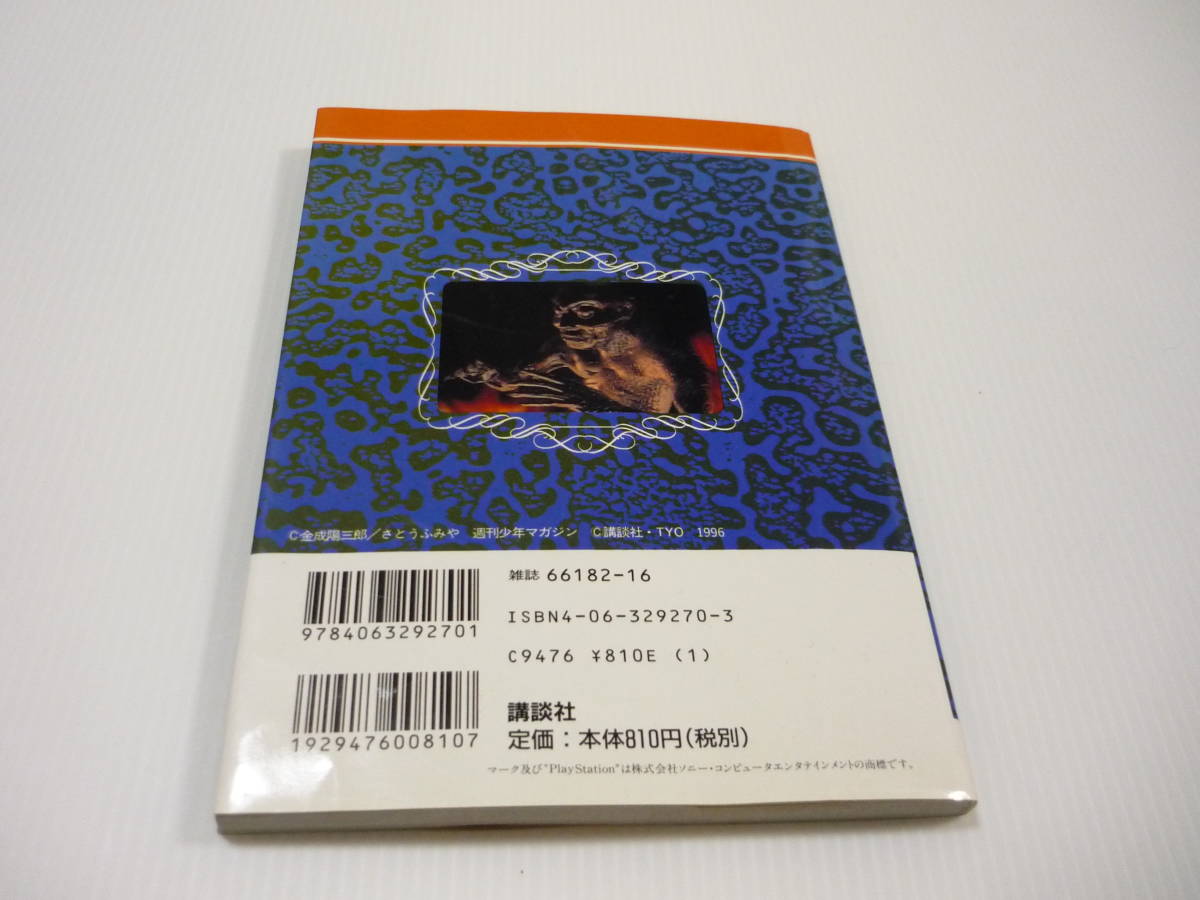 ©金成陽三郎／さとうふみや　週刊少年マガジン　©講談社・TYO　1996
雑誌 66182-16
9784063292701
ISBN4-06-329270-3
C9476 ¥810E (1)
1929476008107
講談社
定価：本体810円（税別）
マーク及び"PlayStation"は株式会社ソニー・コンピュータエンタテインメントの商標です。